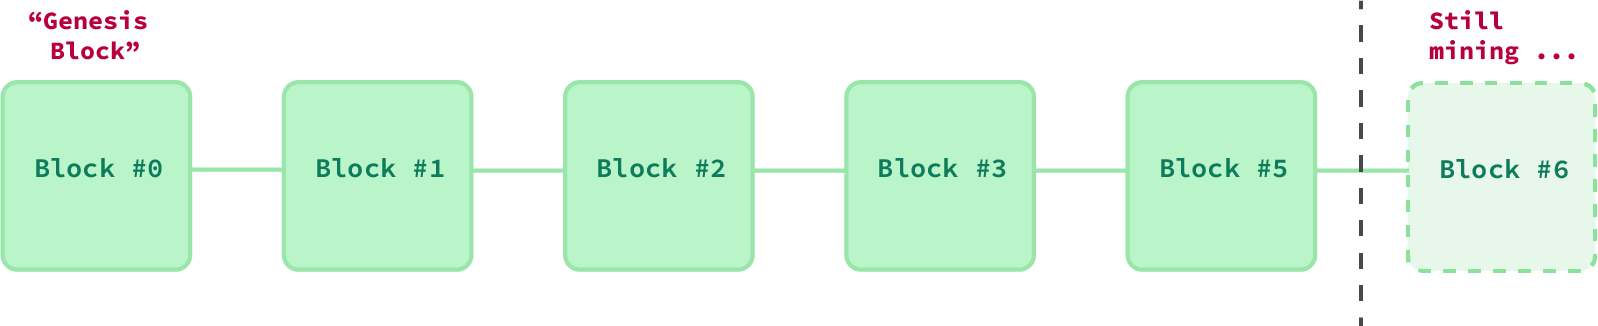 “Genesis
Block”
Still
mining ...
Block #0
Block #1
Block #2
Block #3
Block #5
Block #6